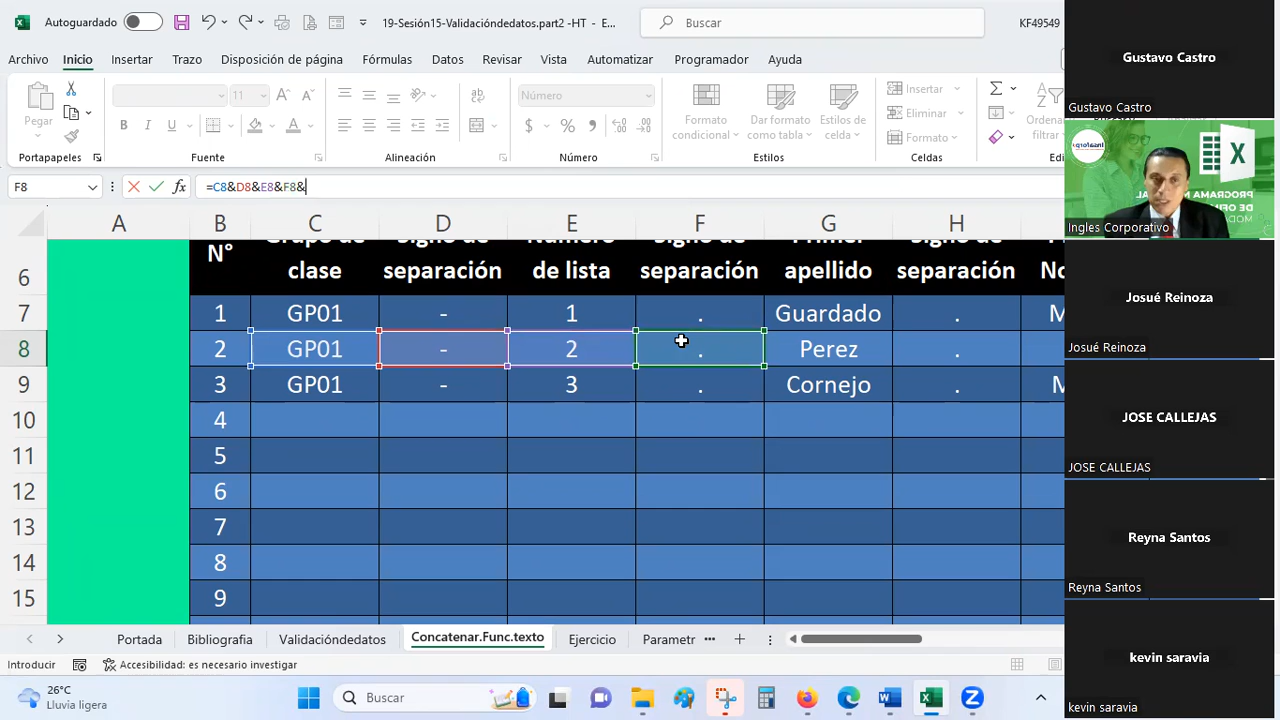 Autoguardado
19-Sesión15-Validacióndedatos.part2 -HT - E...
Buscar
KF49549
Archivo Inicio Insertar Trazo Disposición de página Fórmulas Datos Revisar Vista Automatizar Programador Ayuda
Pegar
11
Número
Formato condicional
Dar formato como tabla
Estilos de celda
Insertar
Eliminar
Formato
Ordenar
filtrar
Portapapeles Fuente Alineación Número Estilos Celdas
F8 =C8&D8&E8&F8&
A B C D E F G H
6 N° clase separación de lista separación apellido separación
7 1 GP01 - 1 . Guardado .
8 2 GP01 - 2 . Perez .
9 3 GP01 - 3 . Cornejo .
10 4
11 5
12 6
13 7
14 8
15 9
Portada Bibliografia Validacióndedatos Concatenar.Func.texto Ejercicio Parametr
Introducir Accesibilidad: es necesario investigar
26°C
Lluvia ligera
Buscar
Gustavo Castro
Gustavo Castro
Ingles Corporativo
Josué Reinoza
Josué Reinoza
JOSE CALLEJAS
JOSE CALLEJAS
Reyna Santos
Reyna Santos
kevin saravia
kevin saravia